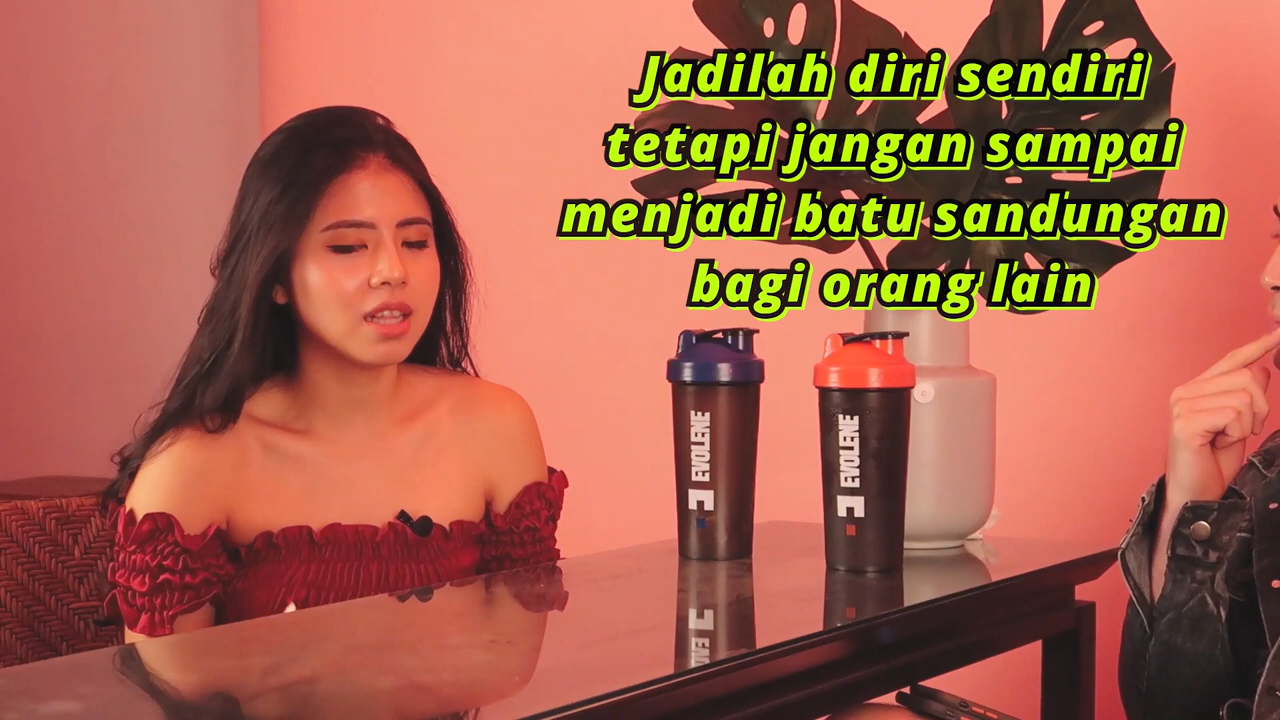 Jadilah diri sendiri
tetapi jangan sampai
menjadi batu sandungan
bagi orang lain
EVOLENE
EVOLENE